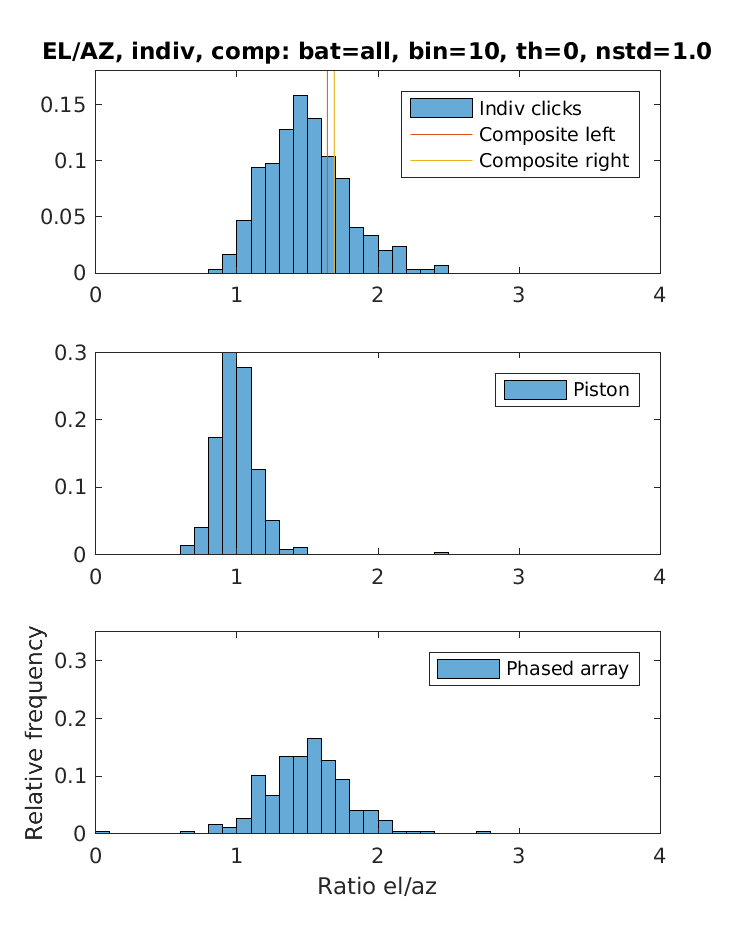 EL/AZ, indiv, comp: bat=all, bin=10, th=0, nstd=1.0
0.15
0.1
0.05
0
Indiv clicks
Composite left
Composite right
0 1 2 3 4
0.3
0.2
0.1
0
Piston
0 1 2 3 4
Relative frequency
0.3
0.2
0.1
0
Phased array
0 1 2 3 4
Ratio el/az